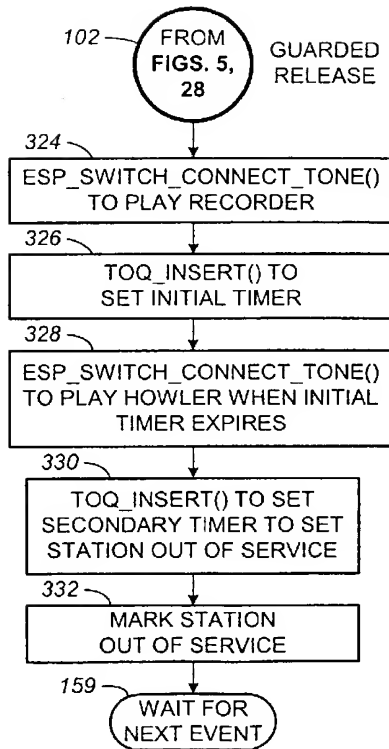 102
FROM
FIGS. 5,
28
GUARDED
RELEASE
324
ESP_SWITCH_CONNECT_TONE()
TO PLAY RECORDER
326
TOQ_INSERT() TO
SET INITIAL TIMER
328
ESP_SWITCH_CONNECT_TONE()
TO PLAY HOWLER WHEN INITIAL
TIMER EXPIRES
330
TOQ_INSERT() TO SET
SECONDARY TIMER TO SET
STATION OUT OF SERVICE
332
MARK STATION
OUT OF SERVICE
159
WAIT FOR
NEXT EVENT